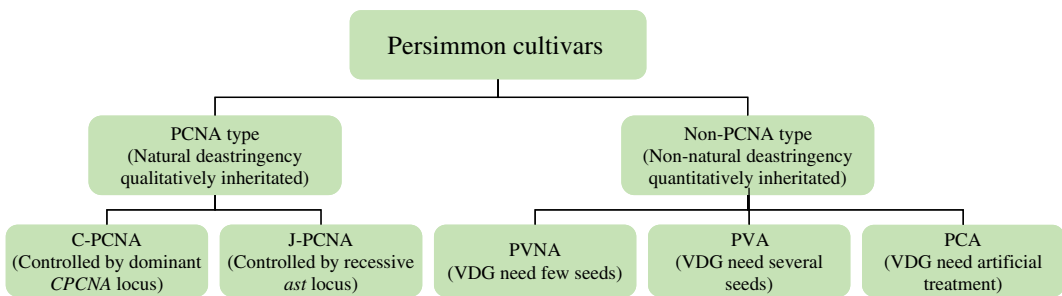 Persimmon cultivars
PCNA type
(Natural deastringency
qualitatively inheritated)
Non-PCNA type
(Non-natural deastringency
quantitatively inheritated)
C-PCNA
(Controlled by dominant
CPCNA locus)
J-PCNA
(Controlled by recessive
ast locus)
PVNA
(VDG need few seeds)
PVA
(VDG need several
seeds)
PCA
(VDG need artificial
treatment)